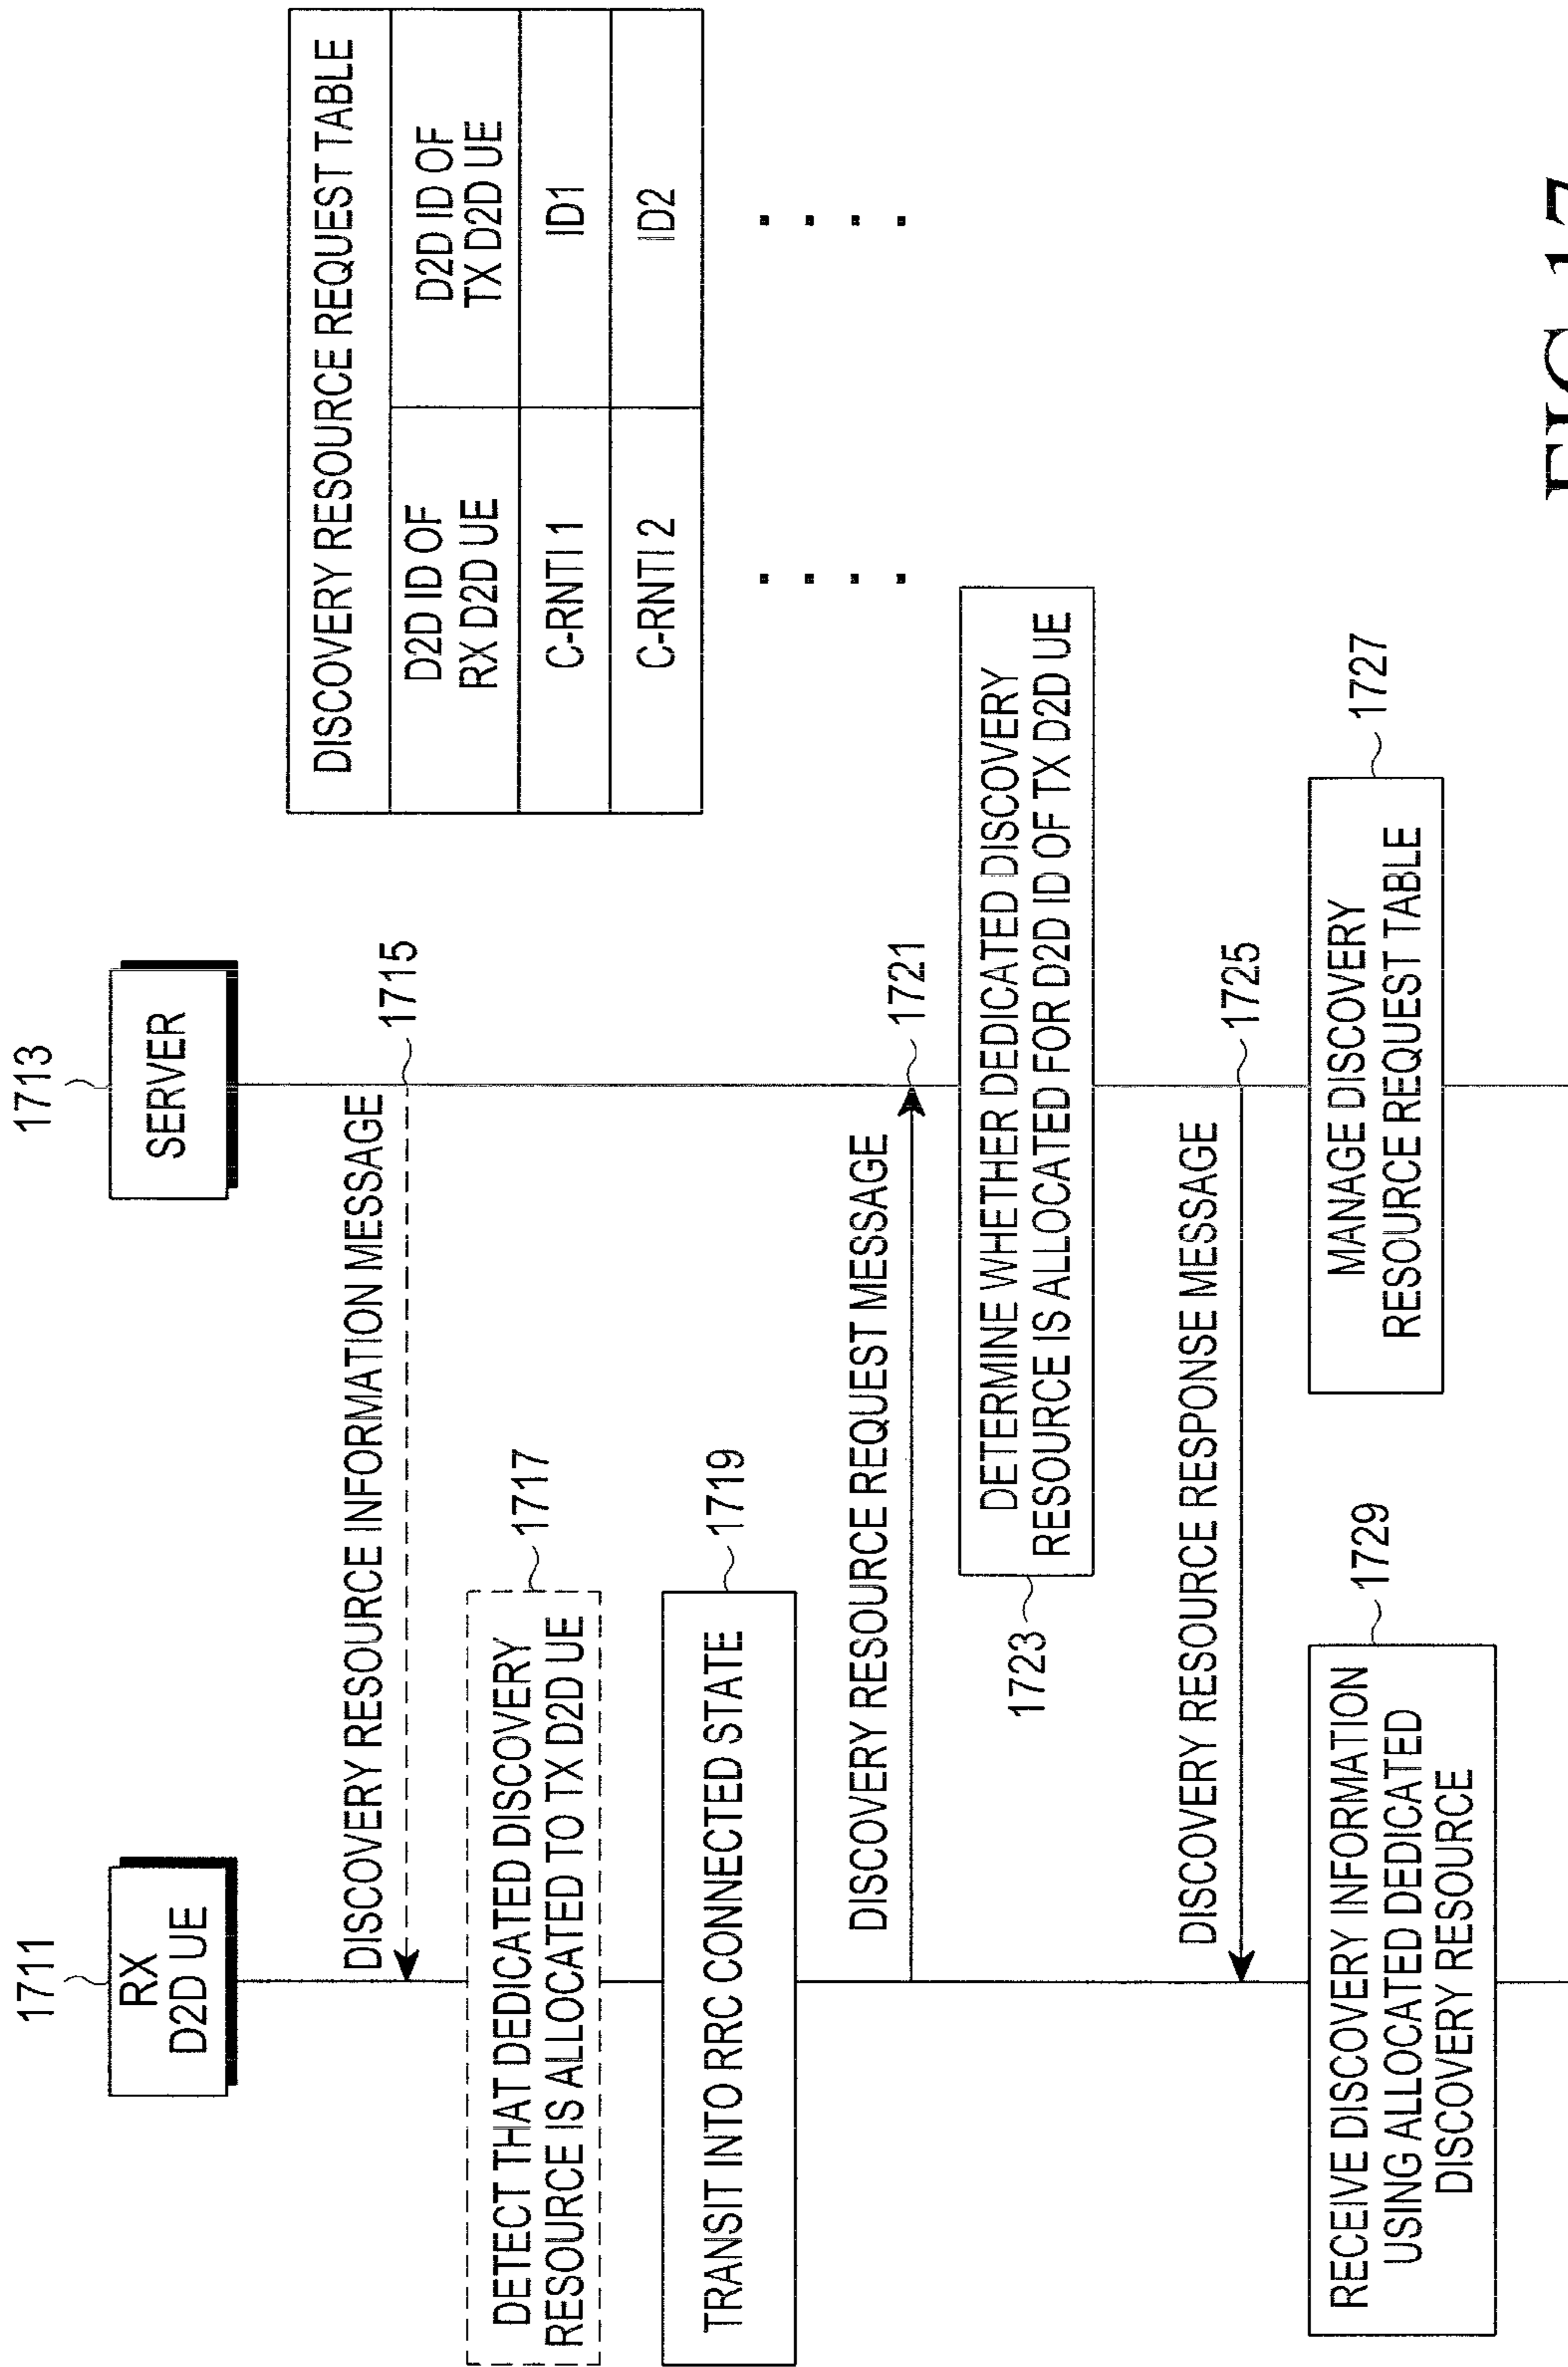 1711
RX
D2D UE
1713
SERVER
DISCOVERY RESOURCE INFORMATION MESSAGE
1715
DISCOVERY RESOURCE REQUEST TABLE
D2D ID OF
RX D2D UE
D2D ID OF
TX D2D UE
C-RNTI 1
ID1
C-RNTI 2
ID2
DETECT THAT DEDICATED DISCOVERY
RESOURCE IS ALLOCATED TO TX D2D UE
1717
TRANSIT INTO RRC CONNECTED STATE
1719
DISCOVERY RESOURCE REQUEST MESSAGE
1721
DETERMINE WHETHER DEDICATED DISCOVERY
RESOURCE IS ALLOCATED FOR D2D ID OF TX D2D UE
1723
DISCOVERY RESOURCE RESPONSE MESSAGE
1725
MANAGE DISCOVERY
RESOURCE REQUEST TABLE
1727
RECEIVE DISCOVERY INFORMATION
USING ALLOCATED DEDICATED
DISCOVERY RESOURCE
1729
FIG.17